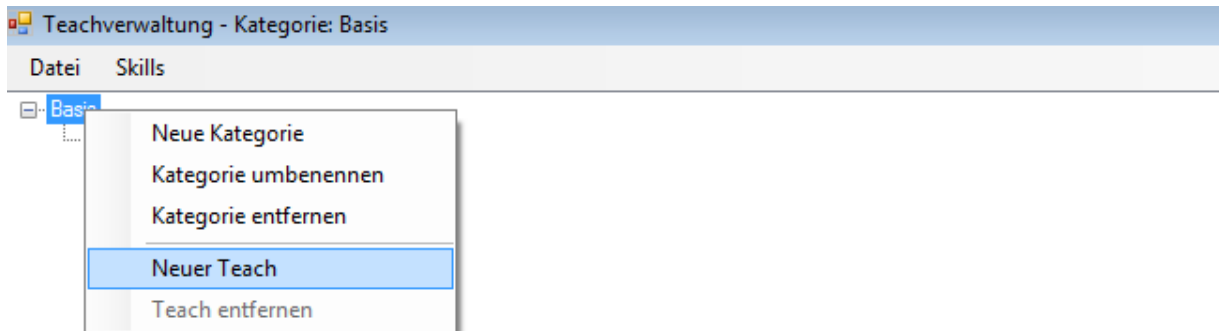 Teachverwaltung - Kategorie: Basis
Datei Skills
Basis
Neue Kategorie
Kategorie umbenennen
Kategorie entfernen
Neuer Teach
Teach entfernen